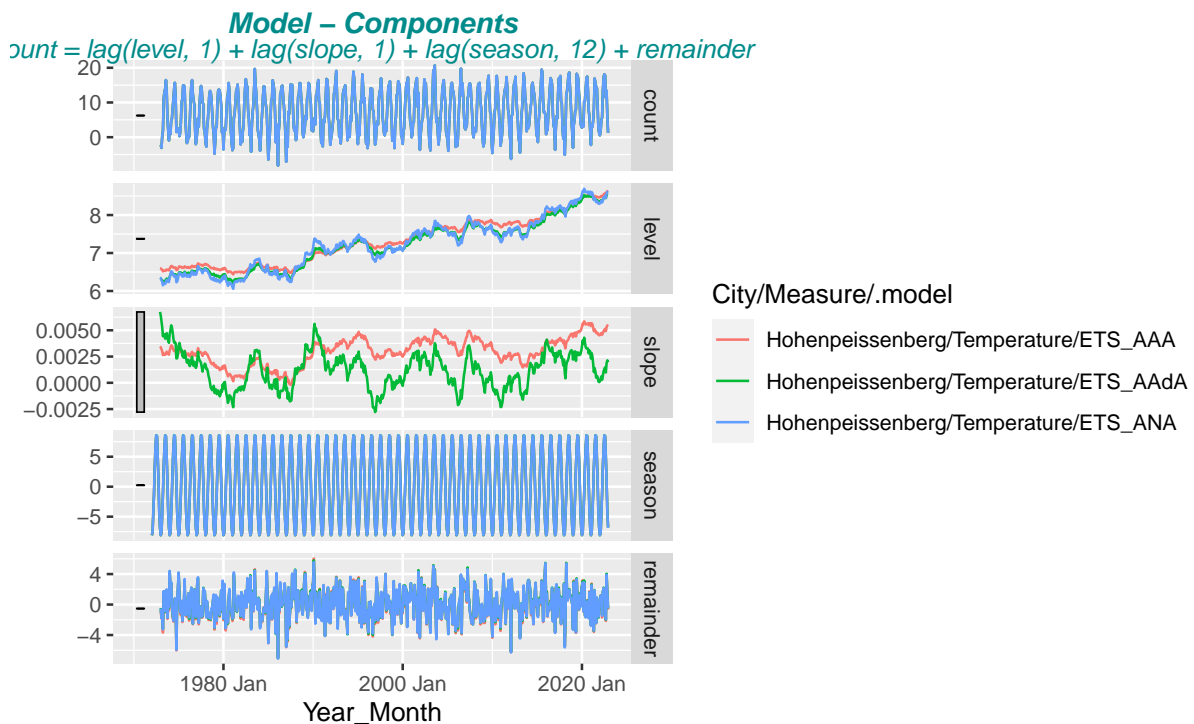 Model – Components
ount = lag(level, 1) + lag(slope, 1) + lag(season, 12) + remainder
20
10
0
count
8
7
6
level
0.0050
0.0025
0.0000
−0.0025
slope
5
0
−5
season
4
0
−4
remainder
1980 Jan
2000 Jan
2020 Jan
Year_Month
City/Measure/.model
Hohenpeissenberg/Temperature/ETS_AAA
Hohenpeissenberg/Temperature/ETS_AAdA
Hohenpeissenberg/Temperature/ETS_ANA